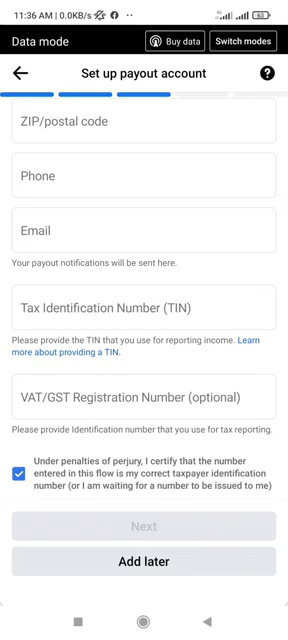 11:36 AM | 0.0KB/s
63
Data mode
Buy data
Switch modes
Set up payout account
ZIP/postal code
Phone
Email
Your payout notifications will be sent here.
Tax Identification Number (TIN)
Please provide the TIN that you use for reporting income. Learn
more about providing a TIN.
VAT/GST Registration Number (optional)
Please provide Identification number that you use for tax reporting.
Under penalties of perjury, I certify that the number
entered in this flow is my correct taxpayer identification
number (or I am waiting for a number to be issued to me)
Next
Add later